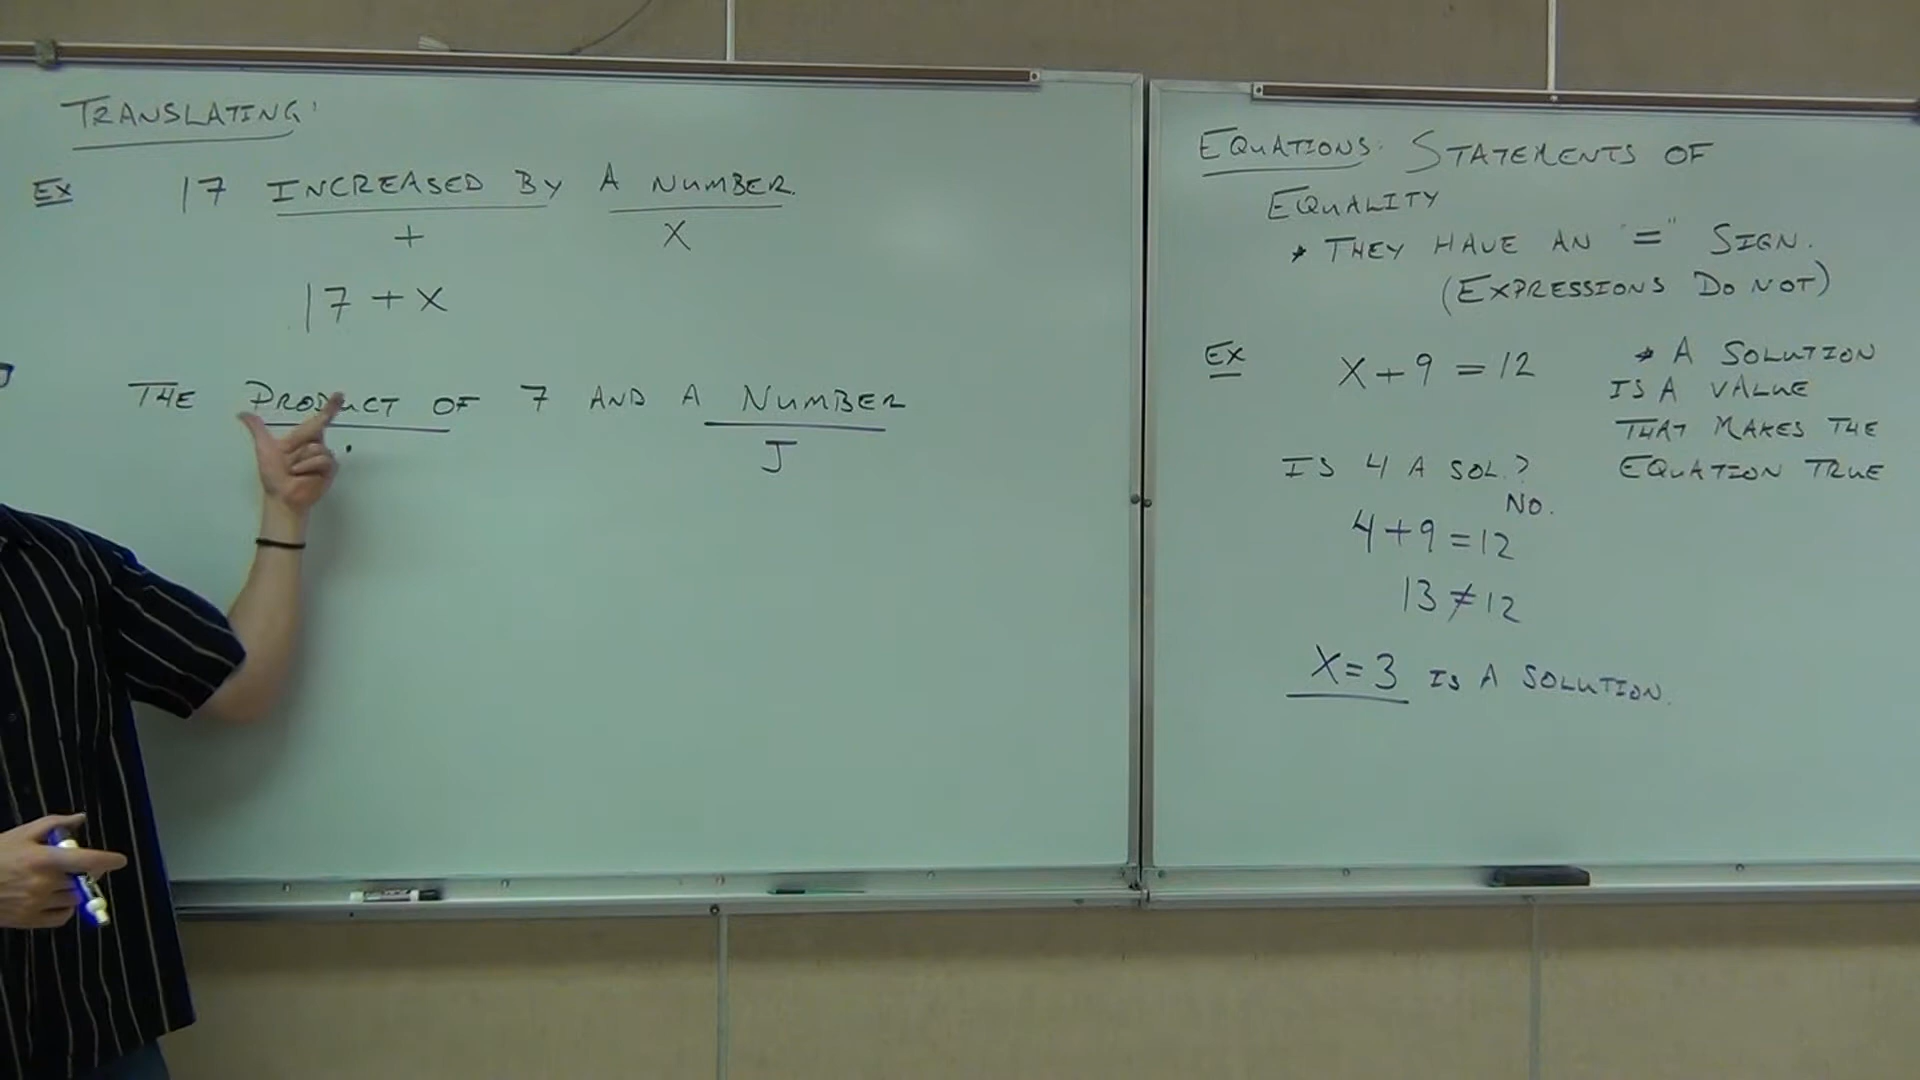 TRANSLATING:
EX 17 INCREASED BY A NUMBER.
+ X
17 + X
THE PRODUCT OF 7 AND A NUMBER
· J
EQUATIONS: STATEMENTS OF
EQUALITY
* THEY HAVE AN "=" SIGN.
(EXPRESSIONS DO NOT)
EX X + 9 = 12
* A SOLUTION
IS A VALUE
THAT MAKES THE
EQUATION TRUE
IS 4 A SOL.?
NO.
4 + 9 = 12
13 ≠ 12
X = 3 IS A SOLUTION.